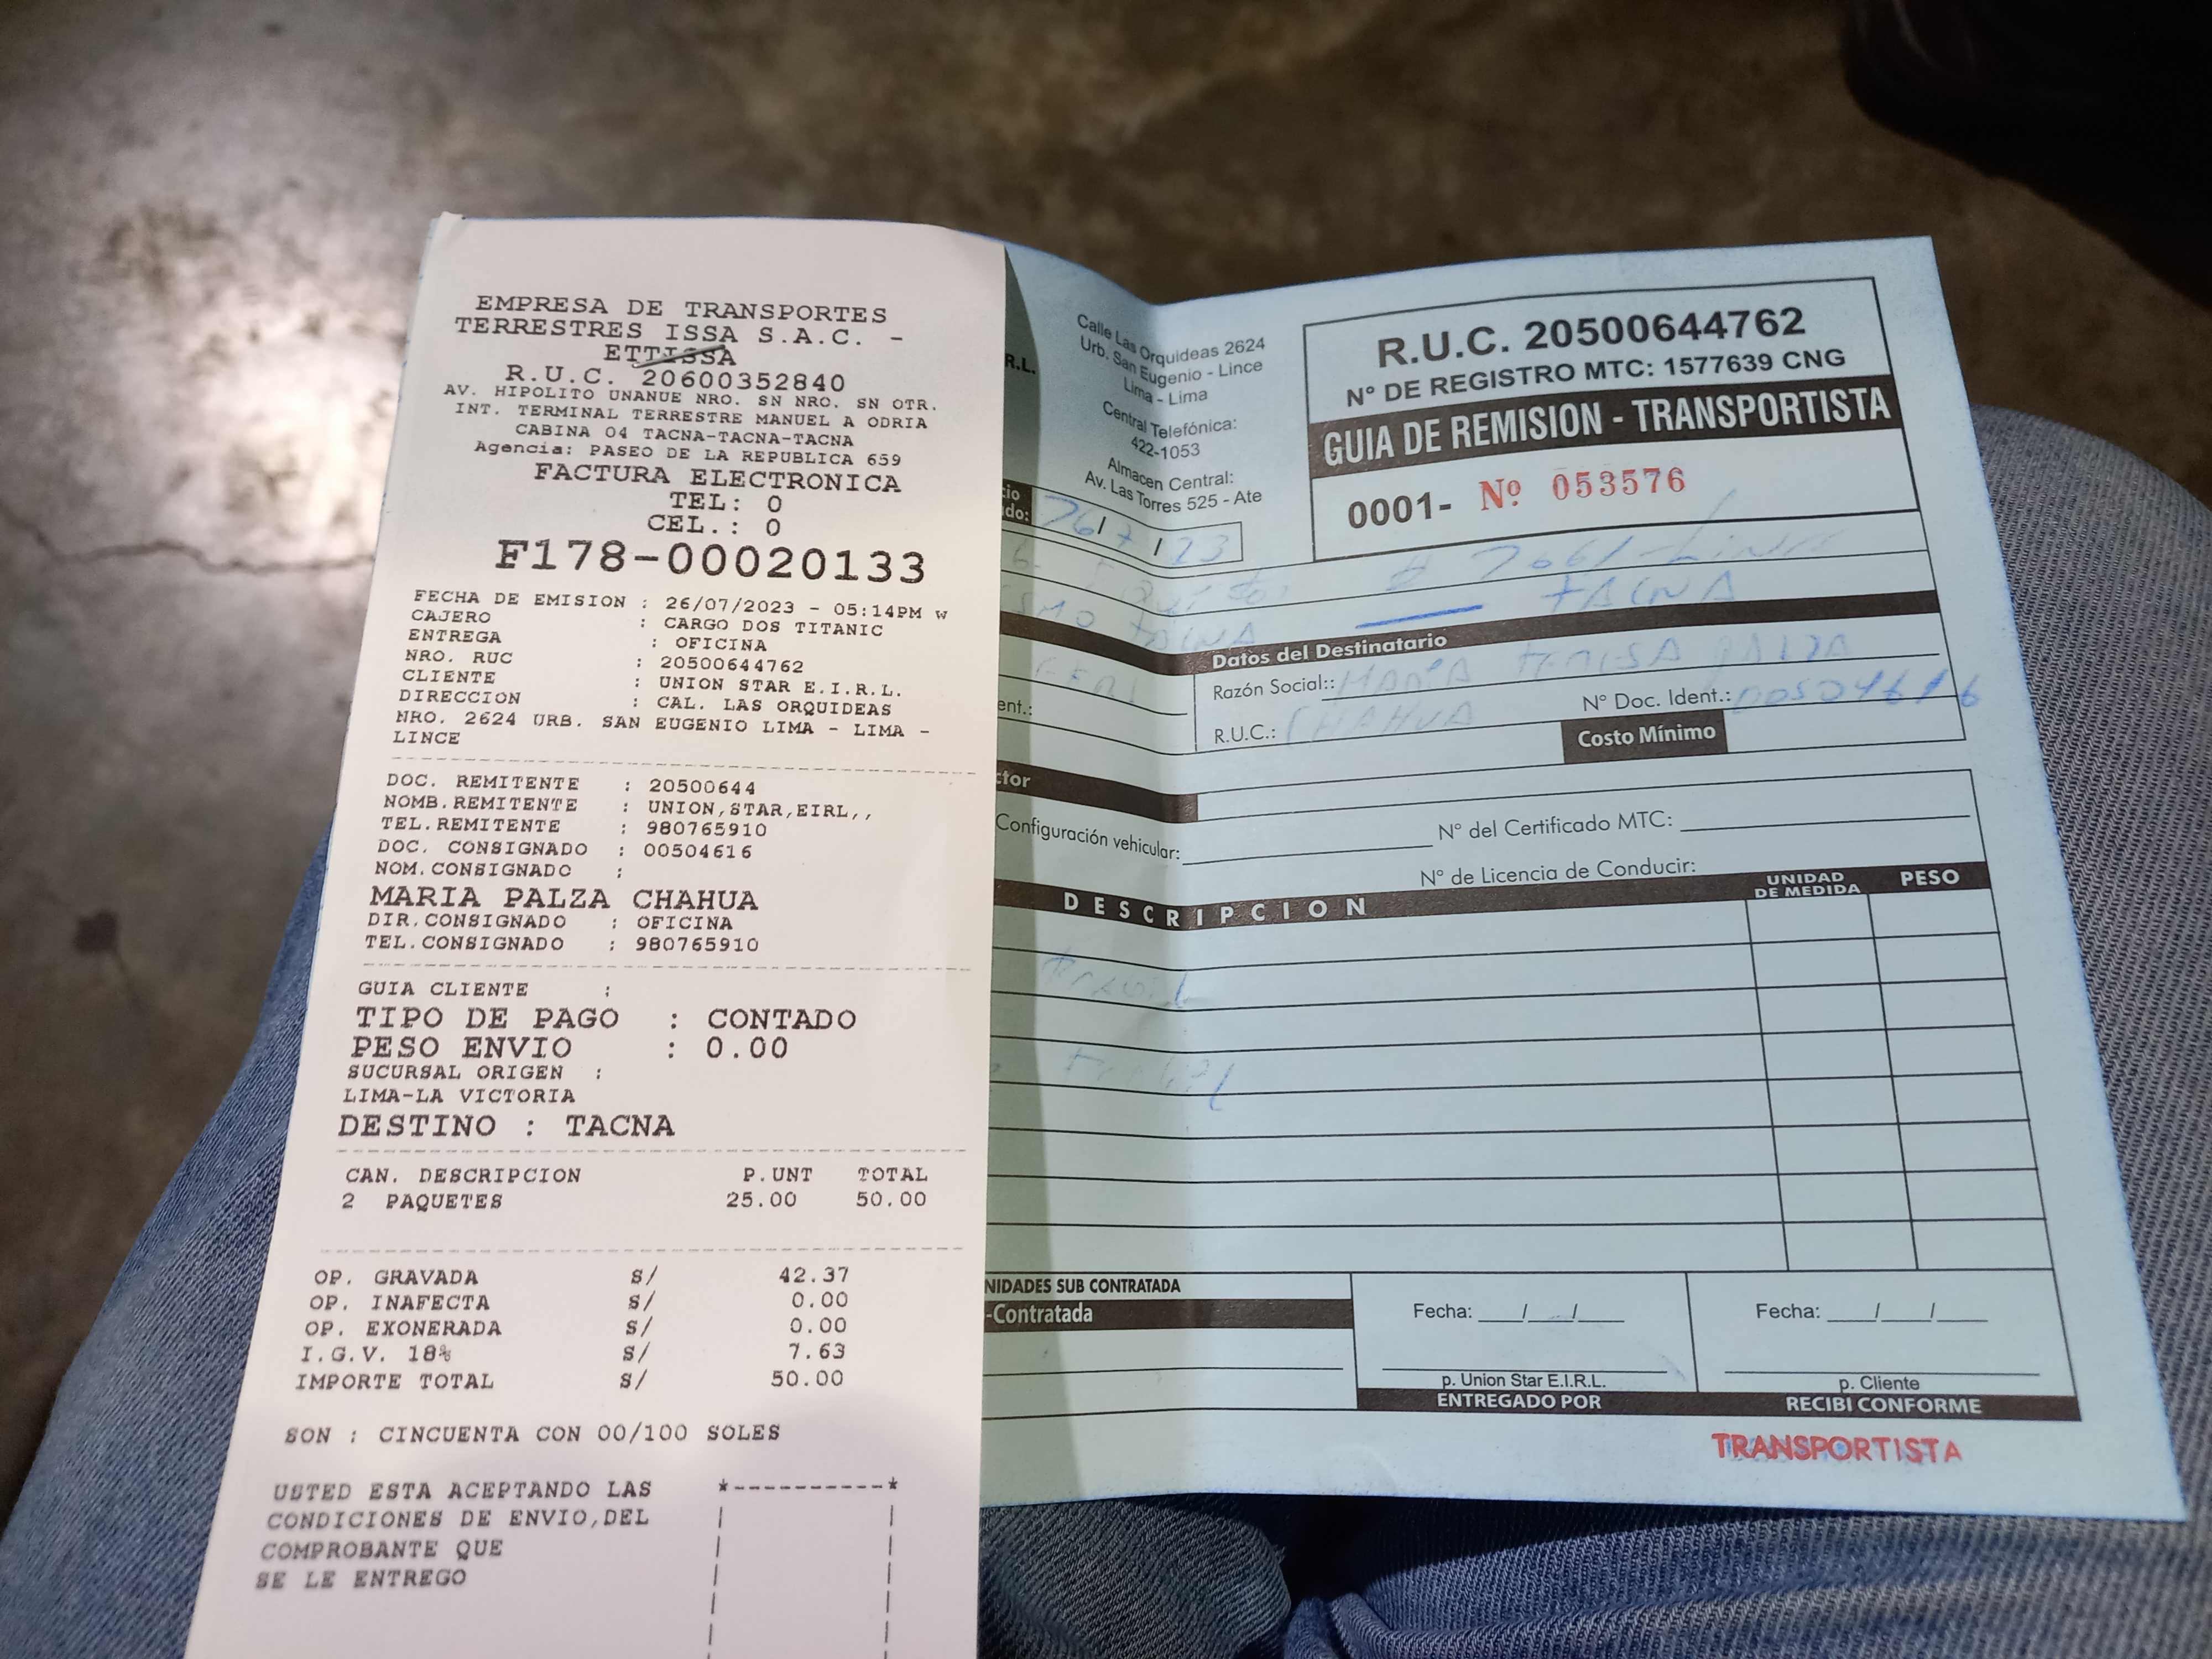 EMPRESA DE TRANSPORTES
TERRESTRES ISSA S.A.C. -
ETTISSA
R.U.C. 20600352840
AV. HIPOLITO UNANUE NRO. SN NRO. SN OTR.
INT. TERMINAL TERRESTRE MANUEL A ODRIA
CABINA 04 TACNA-TACNA-TACNA
Agencia: PASEO DE LA REPUBLICA 659
FACTURA ELECTRONICA
TEL: 0
CEL.: 0
F178-00020133
FECHA DE EMISION : 26/07/2023 - 05:14PM w
CAJERO : CARGO DOS TITANIC
ENTREGA : OFICINA
NRO. RUC : 20500644762
CLIENTE : UNION STAR E.I.R.L.
DIRECCION : CAL. LAS ORQUIDEAS
NRO. 2624 URB. SAN EUGENIO LIMA - LIMA -
LINCE
DOC. REMITENTE : 20500644
NOMB.REMITENTE : UNION,STAR,EIRL,,
TEL.REMITENTE : 980765910
DOC. CONSIGNADO : 00504616
NOM.CONSIGNADO :
MARIA PALZA CHAHUA
DIR.CONSIGNADO : OFICINA
TEL.CONSIGNADO : 980765910
GUIA CLIENTE :
TIPO DE PAGO : CONTADO
PESO ENVIO : 0.00
SUCURSAL ORIGEN :
LIMA-LA VICTORIA
DESTINO : TACNA
CAN. DESCRIPCION P.UNT TOTAL
2 PAQUETES 25.00 50.00
OP. GRAVADA S/ 42.37
OP. INAFECTA S/ 0.00
OP. EXONERADA S/ 0.00
I.G.V. 18% S/ 7.63
IMPORTE TOTAL S/ 50.00
SON : CINCUENTA CON 00/100 SOLES
USTED ESTA ACEPTANDO LAS
CONDICIONES DE ENVIO,DEL
COMPROBANTE QUE
SE LE ENTREGO
R.L.
Calle Las Orquideas 2624
Urb. San Eugenio - Lince
Lima - Lima
Central Telefónica:
422-1053
Almacen Central:
Av. Las Torres 525 - Ate
R.U.C. 20500644762
N° DE REGISTRO MTC: 1577639 CNG
GUIA DE REMISION - TRANSPORTISTA
0001- Nº 053576
26/7/23
TACNA
TACNA
Datos del Destinatario
Razón Social:: MARIA TERESA PALZA
R.U.C.: CHAHUA
N° Doc. Ident.: 00504616
Costo Mínimo
Configuración vehicular:
N° del Certificado MTC:
N° de Licencia de Conducir:
DESCRIPCION UNIDAD DE MEDIDA PESO
NIDADES SUB CONTRATADA
-Contratada
Fecha: / /
p. Union Star E.I.R.L.
ENTREGADO POR
Fecha: / /
p. Cliente
RECIBI CONFORME
TRANSPORTISTA